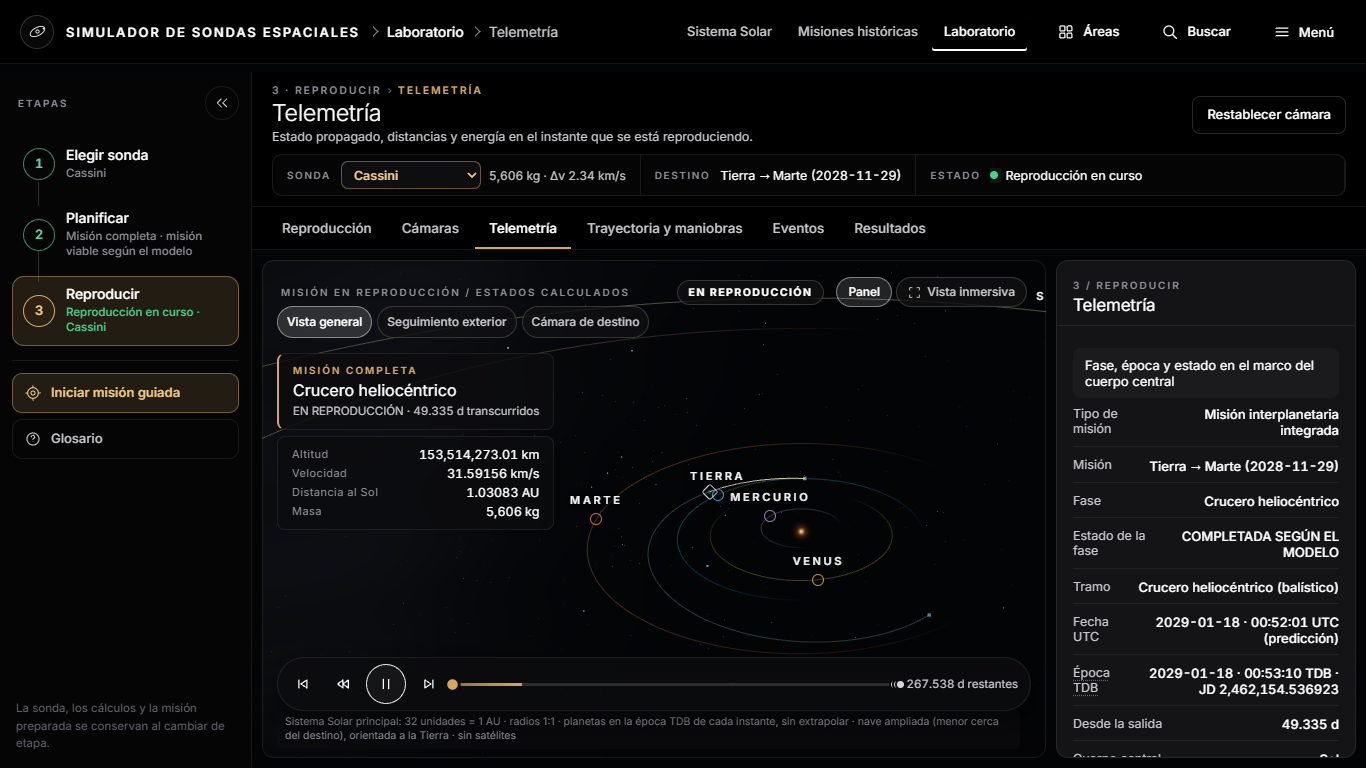 SIMULADOR DE SONDAS ESPACIALES > Laboratorio > Telemetría
Sistema Solar
Misiones históricas
Laboratorio
Áreas
Buscar
Menú
ETAPAS
1
Elegir sonda
Cassini
2
Planificar
Misión completa · misión
viable según el modelo
3
Reproducir
Reproducción en curso ·
Cassini
Iniciar misión guiada
Glosario
La sonda, los cálculos y la misión
preparada se conservan al cambiar de
etapa.
3 · REPRODUCIR › TELEMETRÍA
Telemetría
Estado propagado, distancias y energía en el instante que se está reproduciendo.
Restablecer cámara
SONDA Cassini 5,606 kg · Δv 2.34 km/s
DESTINO Tierra → Marte (2028-11-29)
ESTADO Reproducción en curso
Reproducción
Cámaras
Telemetría
Trayectoria y maniobras
Eventos
Resultados
MISIÓN EN REPRODUCCIÓN / ESTADOS CALCULADOS
EN REPRODUCCIÓN
Panel
Vista inmersiva
S
Vista general
Seguimiento exterior
Cámara de destino
MISIÓN COMPLETA
Crucero heliocéntrico
EN REPRODUCCIÓN · 49.335 d transcurridos
Altitud 153,514,273.01 km
Velocidad 31.59156 km/s
Distancia al Sol 1.03083 AU
Masa 5,606 kg
TIERRA
MARTE
MERCURIO
VENUS
267.538 d restantes
Sistema Solar principal: 32 unidades = 1 AU · radios 1:1 · planetas en la época TDB de cada instante, sin extrapolar · nave ampliada (menor cerca
del destino), orientada a la Tierra · sin satélites
3 / REPRODUCIR
Telemetría
Fase, época y estado en el marco del
cuerpo central
Tipo de misión
Misión interplanetaria integrada
Misión Tierra → Marte (2028-11-29)
Fase Crucero heliocéntrico
Estado de la fase
COMPLETADA SEGÚN EL MODELO
Tramo Crucero heliocéntrico (balístico)
Fecha UTC
2029-01-18 · 00:52:01 UTC (predicción)
Época TDB
2029-01-18 · 00:53:10 TDB · JD 2,462,154.536923
Desde la salida 49.335 d